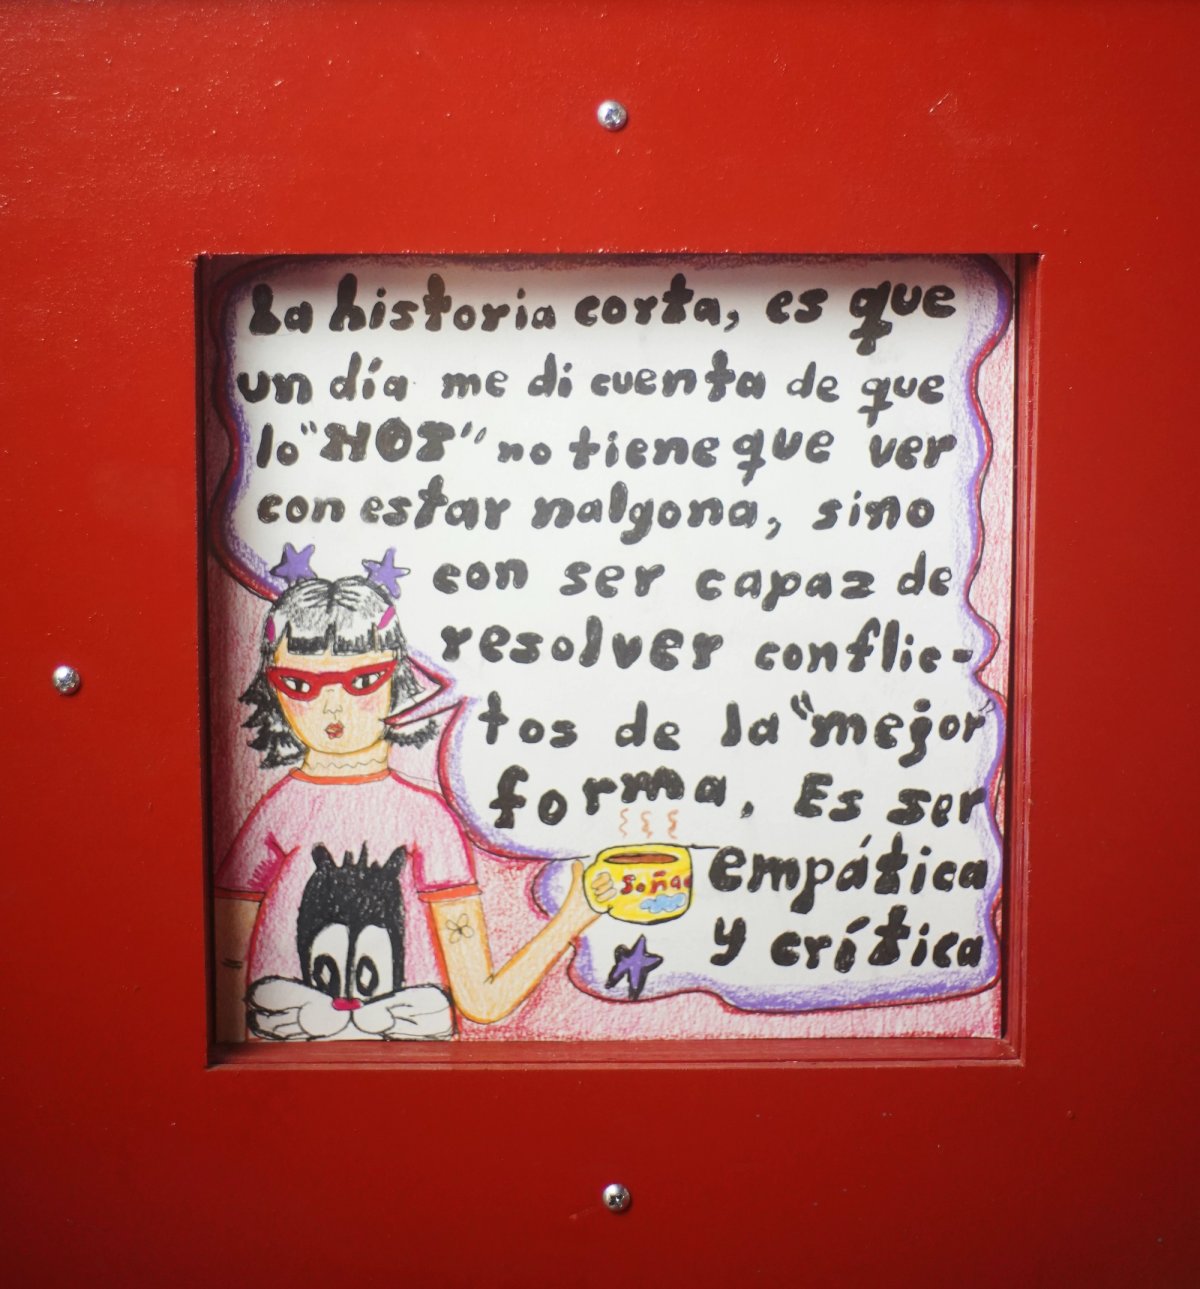 La historia corta, es que
un día me di cuenta de que
lo "HOT" no tiene que ver
con estar nalgona, sino
con ser capaz de
resolver conflic-
tos de la "mejor"
forma. Es ser
empática
y crítica
soñar